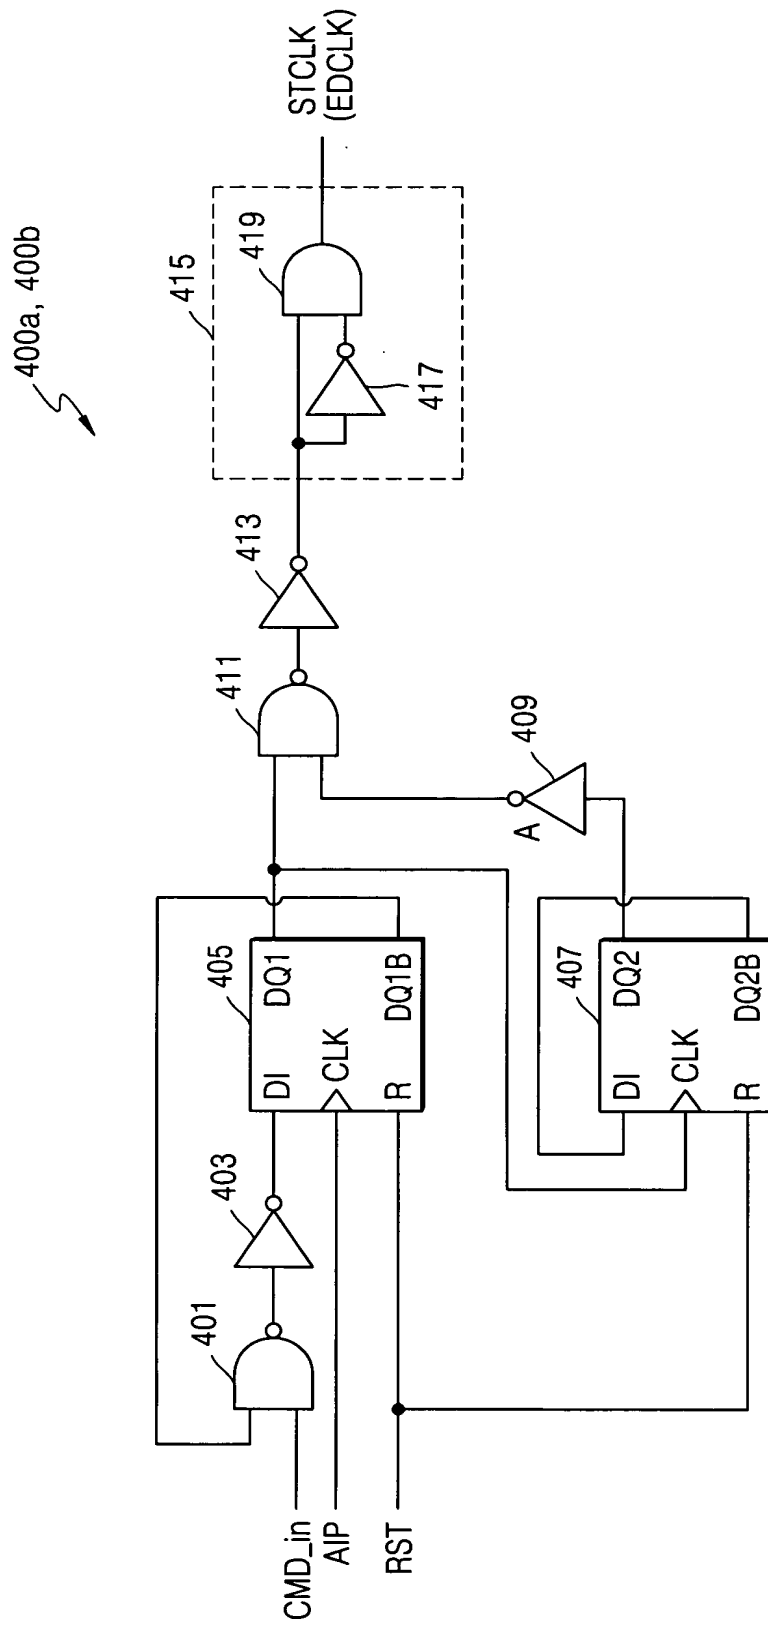 400a, 400b
STCLK
(EDCLK)
415
419
417
413
411
409
A
405
DI
DQ1
CLK
R
DQ1B
407
DI
DQ2
CLK
R
DQ2B
403
401
CMD_in
AIP
RST